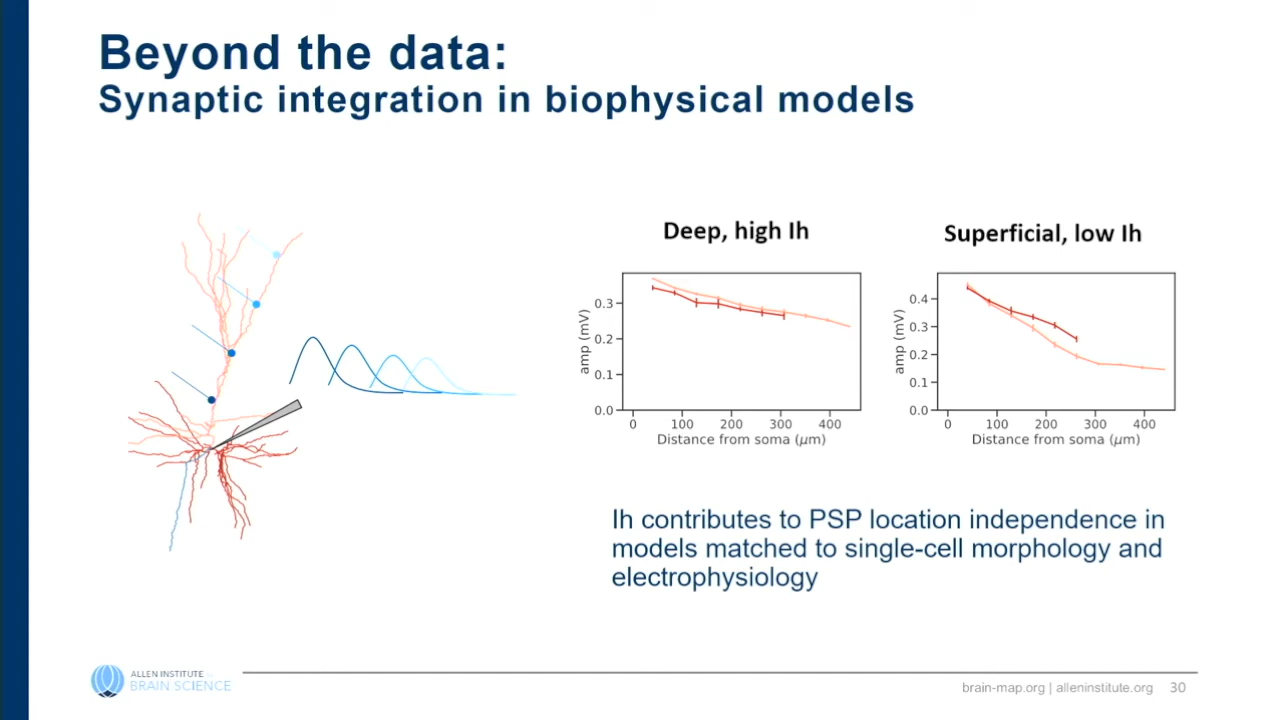 Beyond the data:
Synaptic integration in biophysical models
Deep, high Ih
Superficial, low Ih
amp (mV)
0.3
0.2
0.1
0.0
0 100 200 300 400
Distance from soma (μm)
amp (mV)
0.4
0.3
0.2
0.1
0.0
0 100 200 300 400
Distance from soma (μm)
Ih contributes to PSP location independence in
models matched to single-cell morphology and
electrophysiology
ALLEN INSTITUTE for
BRAIN SCIENCE
brain-map.org | alleninstitute.org 30